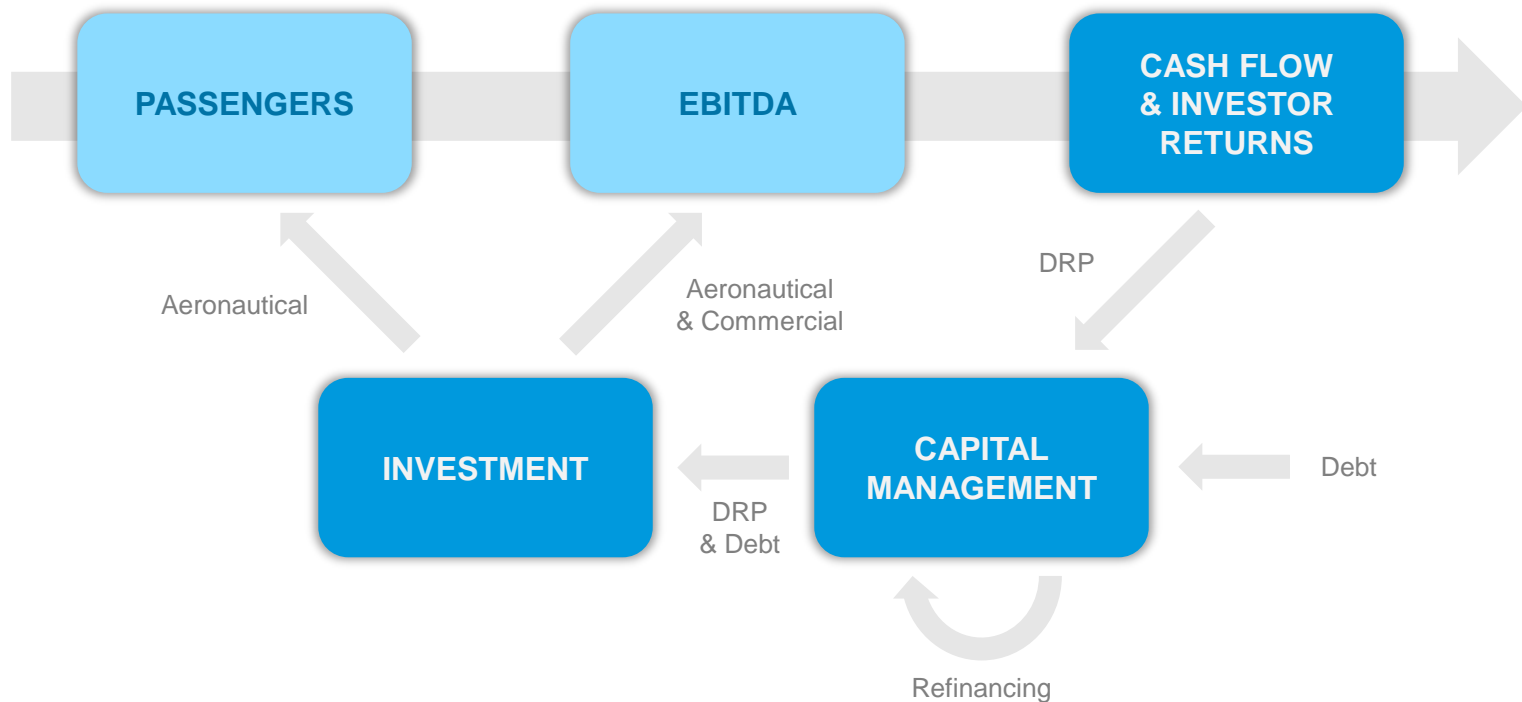 PASSENGERS
EBITDA
CASH FLOW
& INVESTOR
RETURNS
Aeronautical
Aeronautical
& Commercial
DRP
INVESTMENT
DRP
& Debt
CAPITAL
MANAGEMENT
Debt
Refinancing